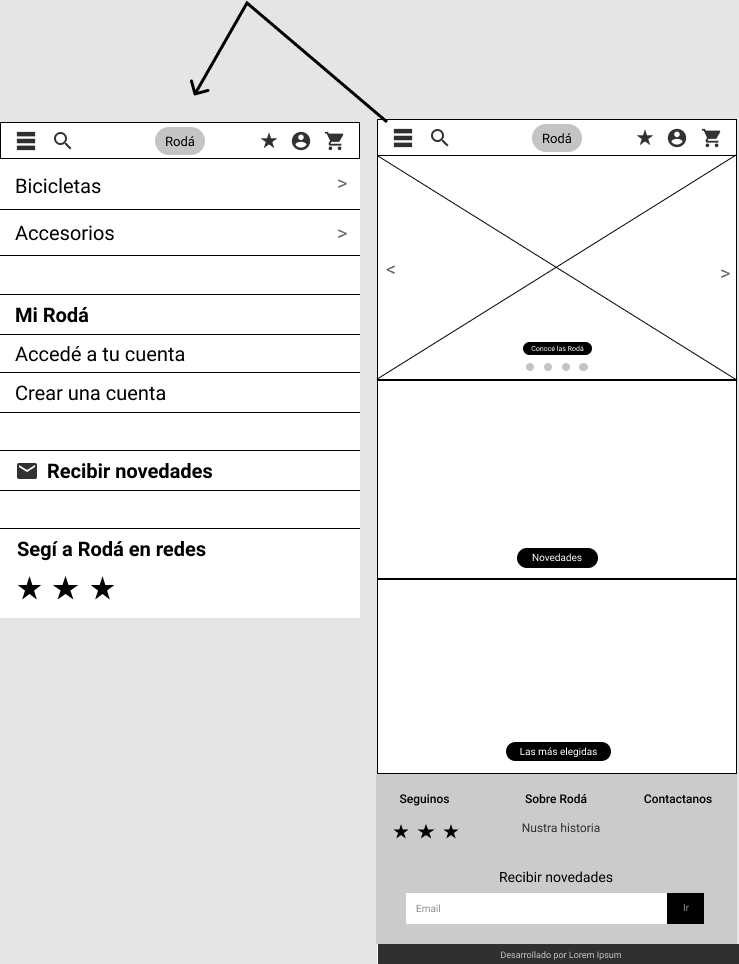 Rodá
Bicicletas >
Accesorios >
Mi Rodá
Accedé a tu cuenta
Crear una cuenta
Recibir novedades
Segí a Rodá en redes
Rodá
< >
Conocé las Rodá
Novedades
Las más elegidas
Seguinos Sobre Rodá Contactanos
Nustra historia
Recibir novedades
Email Ir
Desarrollado por Lorem Ipsum